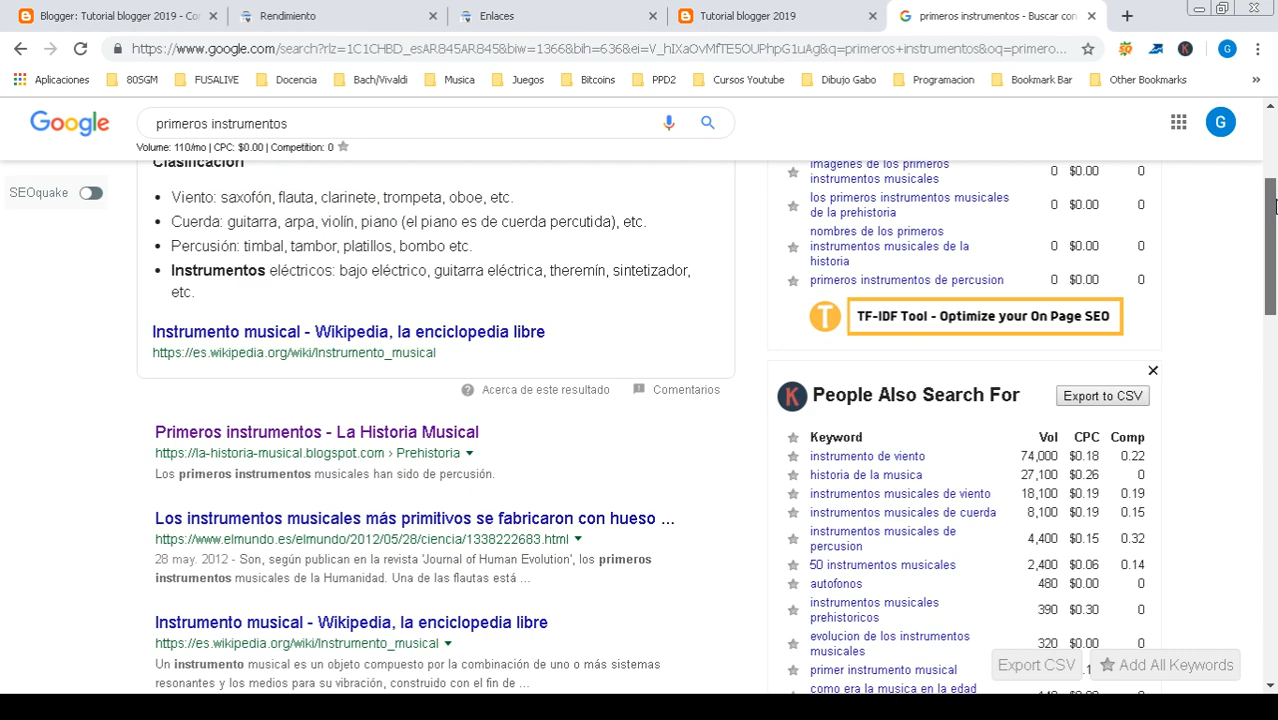 Blogger: Tutorial blogger 2019 - Co
Rendimiento
Enlaces
Tutorial blogger 2019
primeros instrumentos - Buscar con
https://www.google.com/search?rlz=1C1CHBD_esAR845AR845&biw=1366&bih=636&ei=V_hIXaOvMfTE5OUPhpG1uAg&q=primeros+instrumentos&oq=primero...
G
Aplicaciones
80SGM
FUSALIVE
Docencia
Bach/Vivaldi
Musica
Juegos
Bitcoins
PPD2
Cursos Youtube
Dibujo Gabo
Programacion
Bookmark Bar
Other Bookmarks
»
Google
primeros instrumentos
G
Volume: 110/mo | CPC: $0.00 | Competition: 0
SEOquake
Clasificación
• Viento: saxofón, flauta, clarinete, trompeta, oboe, etc.
• Cuerda: guitarra, arpa, violín, piano (el piano es de cuerda percutida), etc.
• Percusión: timbal, tambor, platillos, bombo etc.
• Instrumentos eléctricos: bajo eléctrico, guitarra eléctrica, theremín, sintetizador,
etc.
Instrumento musical - Wikipedia, la enciclopedia libre
https://es.wikipedia.org/wiki/Instrumento_musical
Acerca de este resultado
Comentarios
Primeros instrumentos - La Historia Musical
https://la-historia-musical.blogspot.com › Prehistoria
Los primeros instrumentos musicales han sido de percusión.
Los instrumentos musicales más primitivos se fabricaron con hueso ...
https://www.elmundo.es/elmundo/2012/05/28/ciencia/1338222683.html
28 may. 2012 - Son, según publican en la revista 'Journal of Human Evolution', los primeros
instrumentos musicales de la Humanidad. Una de las flautas está ...
Instrumento musical - Wikipedia, la enciclopedia libre
https://es.wikipedia.org/wiki/Instrumento_musical
Un instrumento musical es un objeto compuesto por la combinación de uno o más sistemas
resonantes y los medios para su vibración, construido con el fin de ...
imagenes de los primeros
instrumentos musicales 0 $0.00 0
los primeros instrumentos musicales
de la prehistoria 0 $0.00 0
nombres de los primeros
instrumentos musicales de la
historia 0 $0.00 0
primeros instrumentos de percusion 0 $0.00 0
T TF-IDF Tool - Optimize your On Page SEO
K People Also Search For
Export to CSV
Keyword Vol CPC Comp
instrumento de viento 74,000 $0.18 0.22
historia de la musica 27,100 $0.26 0
instrumentos musicales de viento 18,100 $0.19 0.19
instrumentos musicales de cuerda 8,100 $0.19 0.15
instrumentos musicales de
percusion 4,400 $0.15 0.32
50 instrumentos musicales 2,400 $0.06 0.14
autofonos 480 $0.00 0
instrumentos musicales
prehistoricos 390 $0.30 0
evolucion de los instrumentos
musicales 320 $0.00
primer instrumento musical
como era la musica en la edad
Export CSV
Add All Keywords